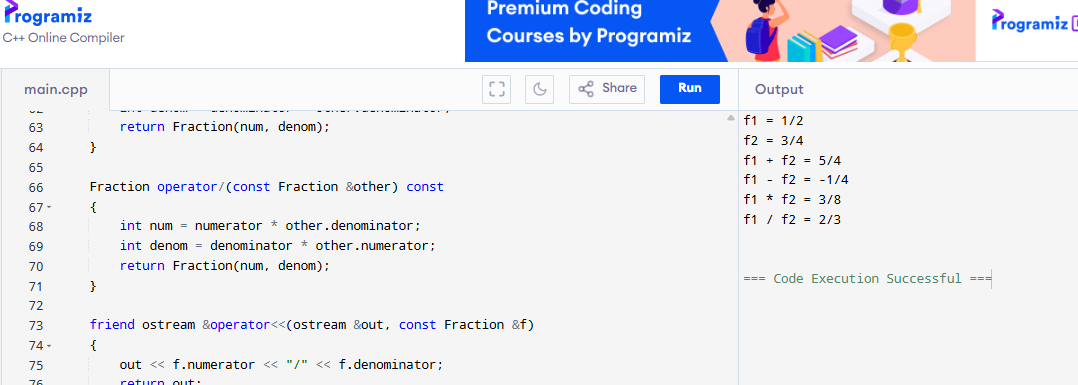 Programiz
C++ Online Compiler
Premium Coding
Courses by Programiz
Programiz
main.cpp
Share
Run
Output
63 return Fraction(num, denom);
64 }
65
66 Fraction operator/(const Fraction &other) const
67 {
68 int num = numerator * other.denominator;
69 int denom = denominator * other.numerator;
70 return Fraction(num, denom);
71 }
72
73 friend ostream &operator<<(ostream &out, const Fraction &f)
74 {
75 out << f.numerator << "/" << f.denominator;
76 return out;
f1 = 1/2
f2 = 3/4
f1 + f2 = 5/4
f1 - f2 = -1/4
f1 * f2 = 3/8
f1 / f2 = 2/3
=== Code Execution Successful ===